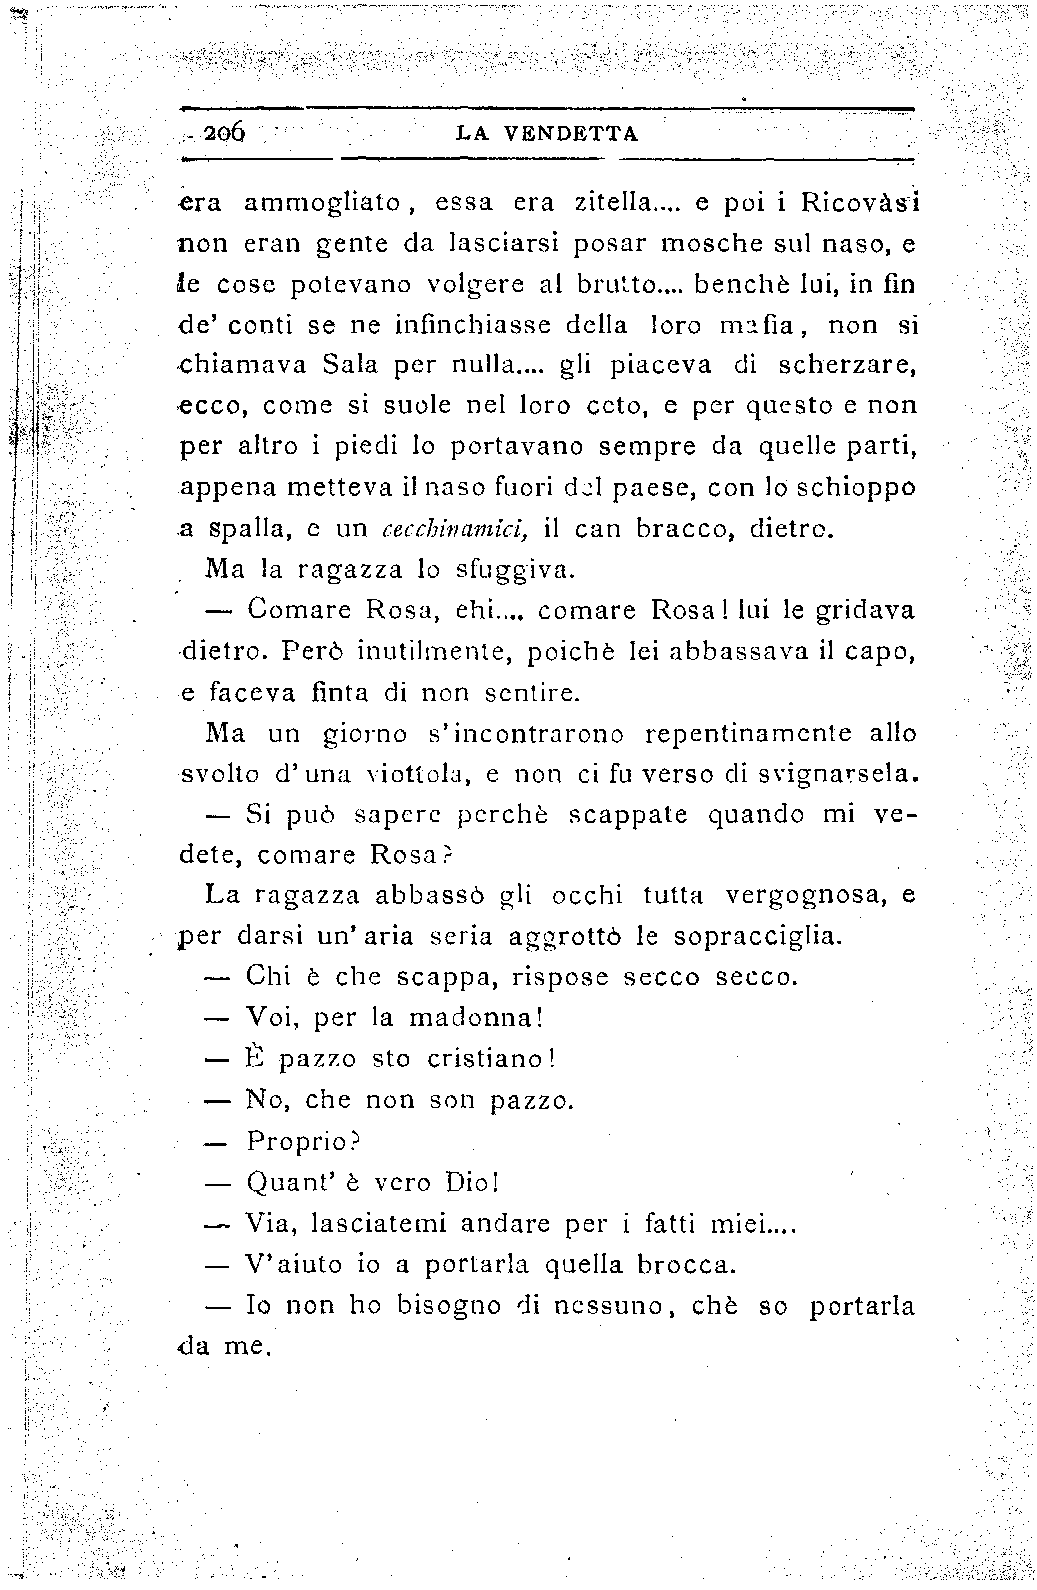 206 LA VENDETTA
era ammogliato, essa era zitella.... e poi i Ricovàsi
non eran gente da lasciarsi posar mosche sul naso, e
le cose potevano volgere al brutto.... benchè lui, in fin
de' conti se ne infinchiasse della loro mafia, non si
chiamava Sala per nulla.... gli piaceva di scherzare,
ecco, come si suole nel loro ceto, e per questo e non
per altro i piedi lo portavano sempre da quelle parti,
appena metteva il naso fuori del paese, con lo schioppo
a spalla, e un cecchinamici, il can bracco, dietro.
Ma la ragazza lo sfuggiva.
— Comare Rosa, ehi.... comare Rosa! lui le gridava
dietro. Però inutilmente, poichè lei abbassava il capo,
e faceva finta di non sentire.
Ma un giorno s'incontrarono repentinamente allo
svolto d'una viottola, e non ci fu verso di svignarsela.
— Si può sapere perchè scappate quando mi ve-
dete, comare Rosa?
La ragazza abbassò gli occhi tutta vergognosa, e
per darsi un'aria seria aggrottò le sopracciglia.
— Chi è che scappa, rispose secco secco.
— Voi, per la madonna!
— È pazzo sto cristiano!
— No, che non son pazzo.
— Proprio?
— Quant' è vero Dio!
— Via, lasciatemi andare per i fatti miei....
— V'aiuto io a portarla quella brocca.
— Io non ho bisogno di nessuno, chè so portarla
da me.